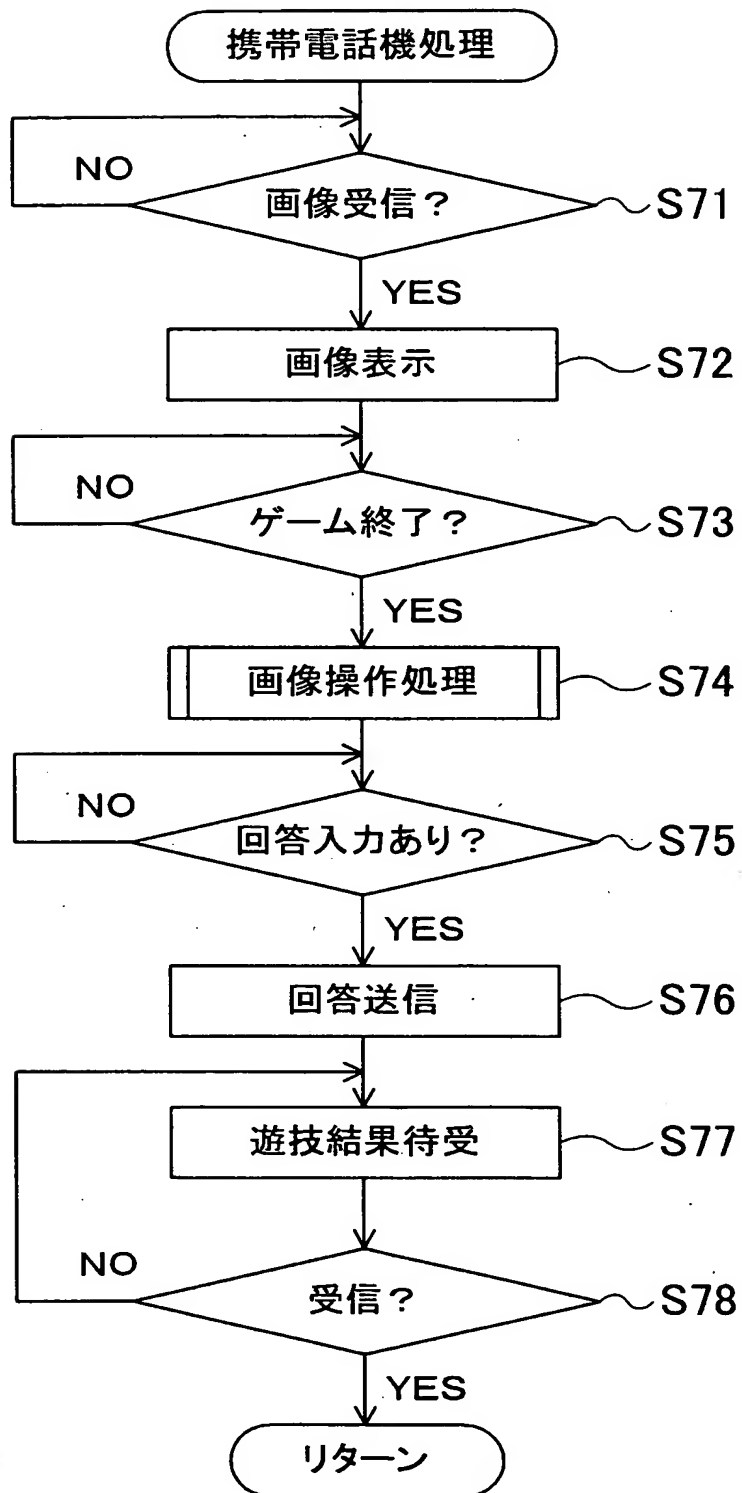 携帯電話機処理
NO
画像受信?
S71
YES
画像表示
S72
NO
ゲーム終了?
S73
YES
画像操作処理
S74
NO
回答入力あり?
S75
YES
回答送信
S76
遊技結果待受
S77
NO
受信?
S78
YES
リターン